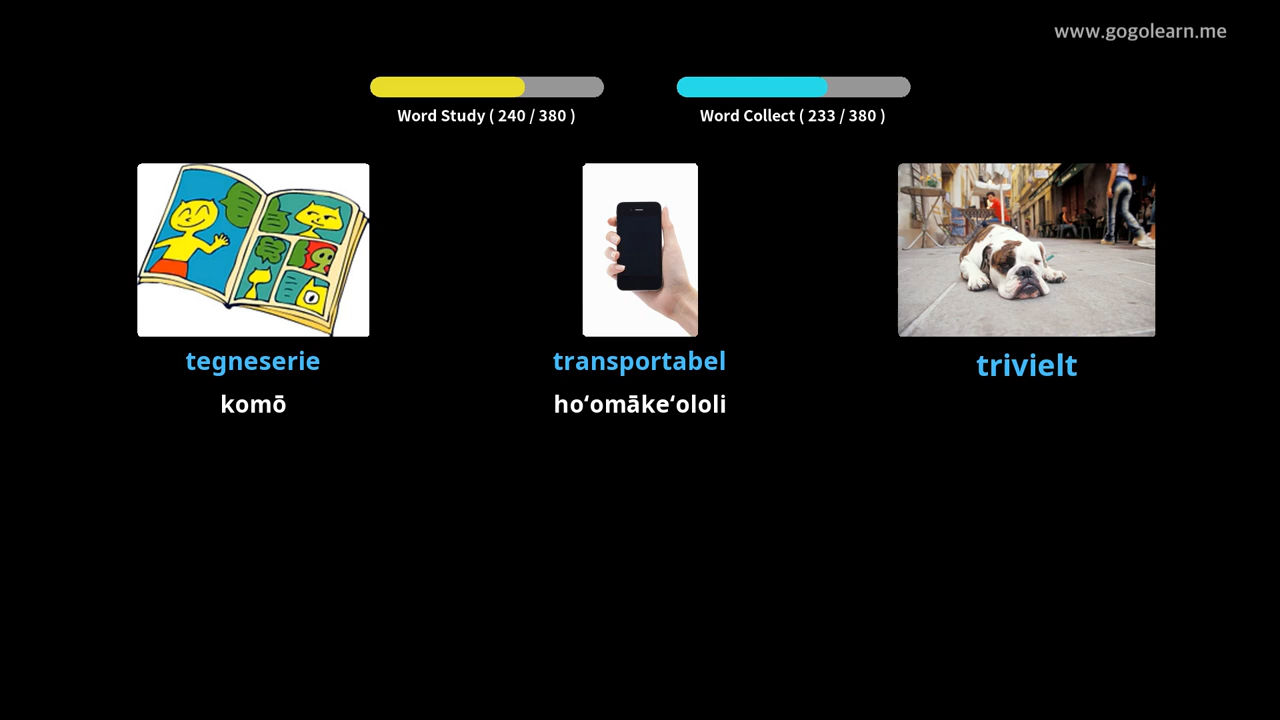 www.gogolearn.me
Word Study ( 240 / 380 )
Word Collect ( 233 / 380 )
tegneserie
transportabel
trivielt
komō
hoʻomākeʻololi